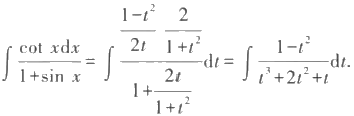 ∫ cot xdx / 1+sin x = ∫ (1-t² / 2t · 2 / 1+t²) / (1+ 2t / 1+t²) dt = ∫ 1-t² / t³+2t²+t dt.